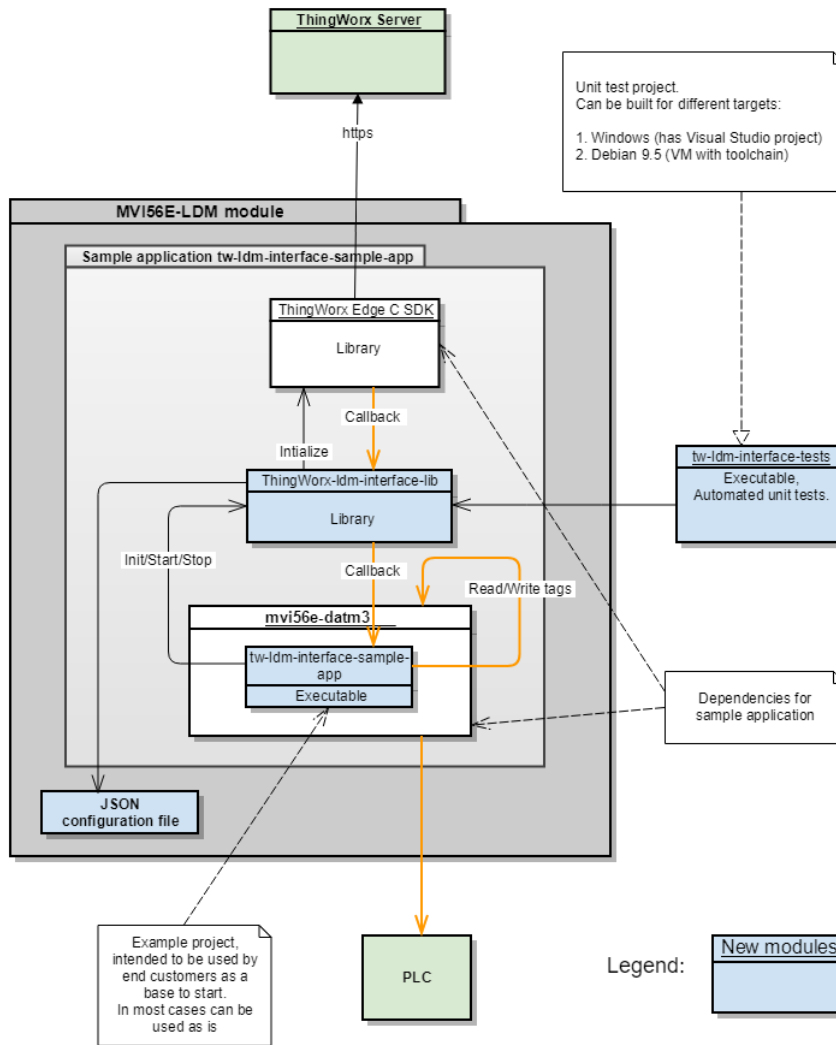 ThingWorx Server
Unit test project.
Can be built for different targets:
1. Windows (has Visual Studio project)
2. Debian 9.5 (VM with toolchain)
https
MVI56E-LDM module
Sample application tw-ldm-interface-sample-app
ThingWorx Edge C SDK
Library
Callback
Intialize
ThingWorx-ldm-interface-lib
Library
tw-ldm-interface-tests
Executable,
Automated unit tests.
Init/Start/Stop
Callback
Read/Write tags
mvi56e-datm3
tw-ldm-interface-sample-
app
Executable
Dependencies for
sample application
JSON
configuration file
Example project,
intended to be used by
end customers as a
base to start.
In most cases can be
used as is
PLC
Legend:
New modules